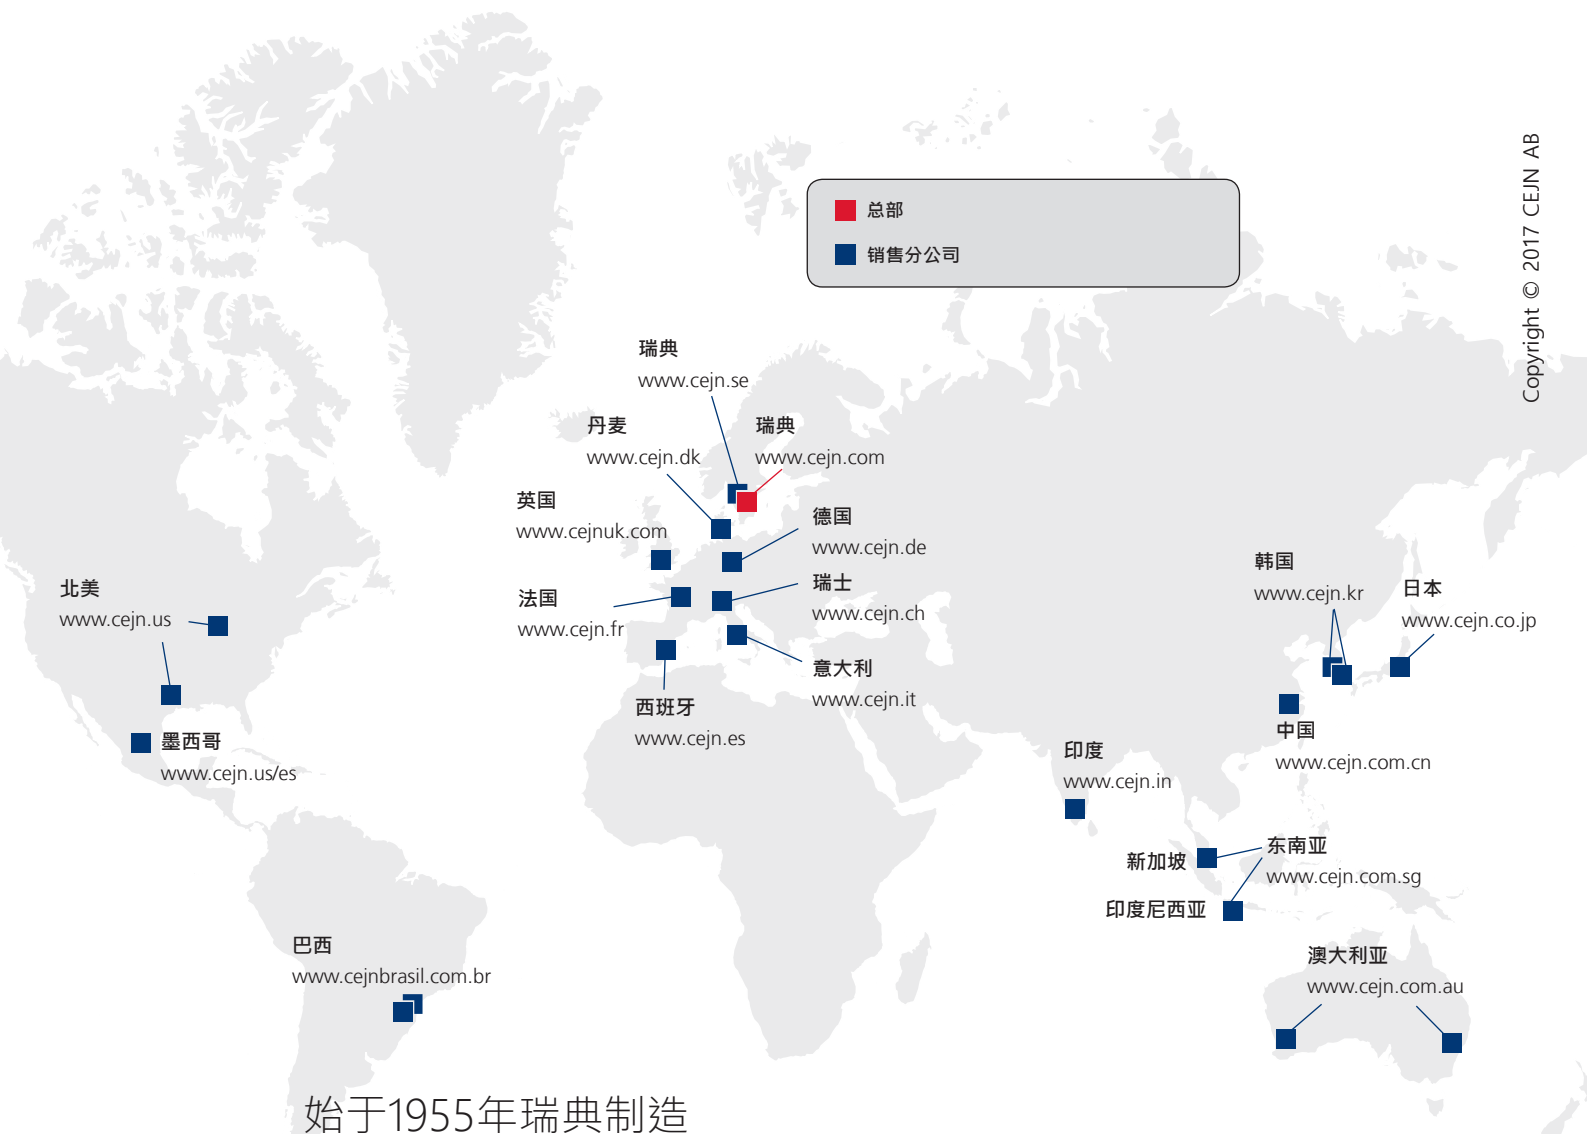 Copyright © 2017 CEJN AB
总部
销售分公司
瑞典
www.cejn.se
丹麦
www.cejn.dk
瑞典
www.cejn.com
英国
www.cejnuk.com
德国
www.cejn.de
法国
www.cejn.fr
瑞士
www.cejn.ch
意大利
www.cejn.it
西班牙
www.cejn.es
北美
www.cejn.us
墨西哥
www.cejn.us/es
韩国
www.cejn.kr
日本
www.cejn.co.jp
中国
www.cejn.com.cn
印度
www.cejn.in
东南亚
www.cejn.com.sg
新加坡
印度尼西亚
巴西
www.cejnbrasil.com.br
澳大利亚
www.cejn.com.au
始于1955年瑞典制造